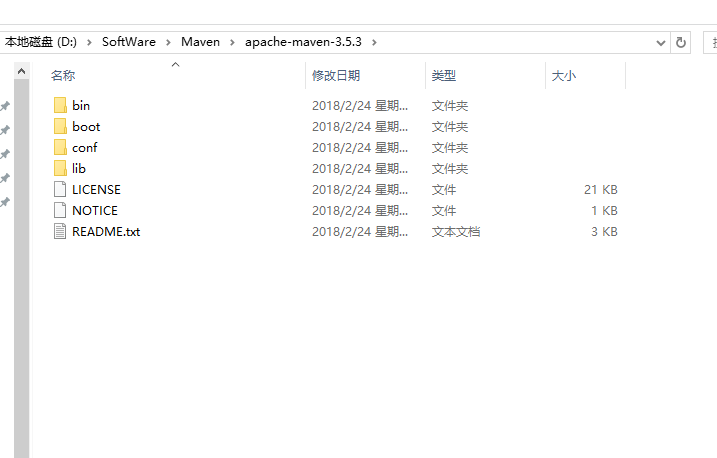 本地磁盘 (D:) > SoftWare > Maven > apache-maven-3.5.3 >
名称 修改日期 类型 大小
bin 2018/2/24 星期... 文件夹
boot 2018/2/24 星期... 文件夹
conf 2018/2/24 星期... 文件夹
lib 2018/2/24 星期... 文件夹
LICENSE 2018/2/24 星期... 文件 21 KB
NOTICE 2018/2/24 星期... 文件 1 KB
README.txt 2018/2/24 星期... 文本文档 3 KB